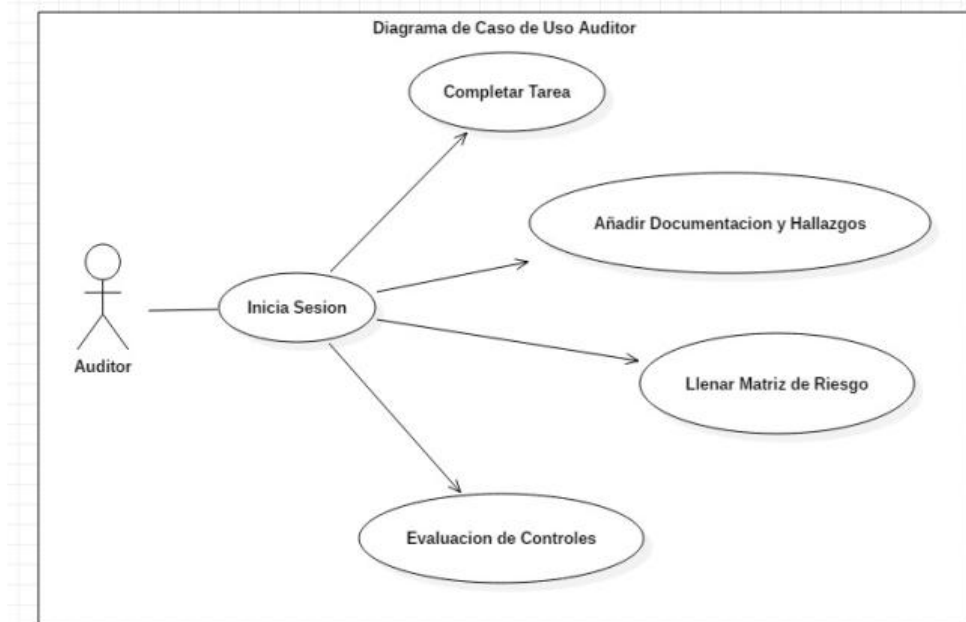 Diagrama de Caso de Uso Auditor
Completar Tarea
Añadir Documentacion y Hallazgos
Inicia Sesion
Auditor
Llenar Matriz de Riesgo
Evaluacion de Controles